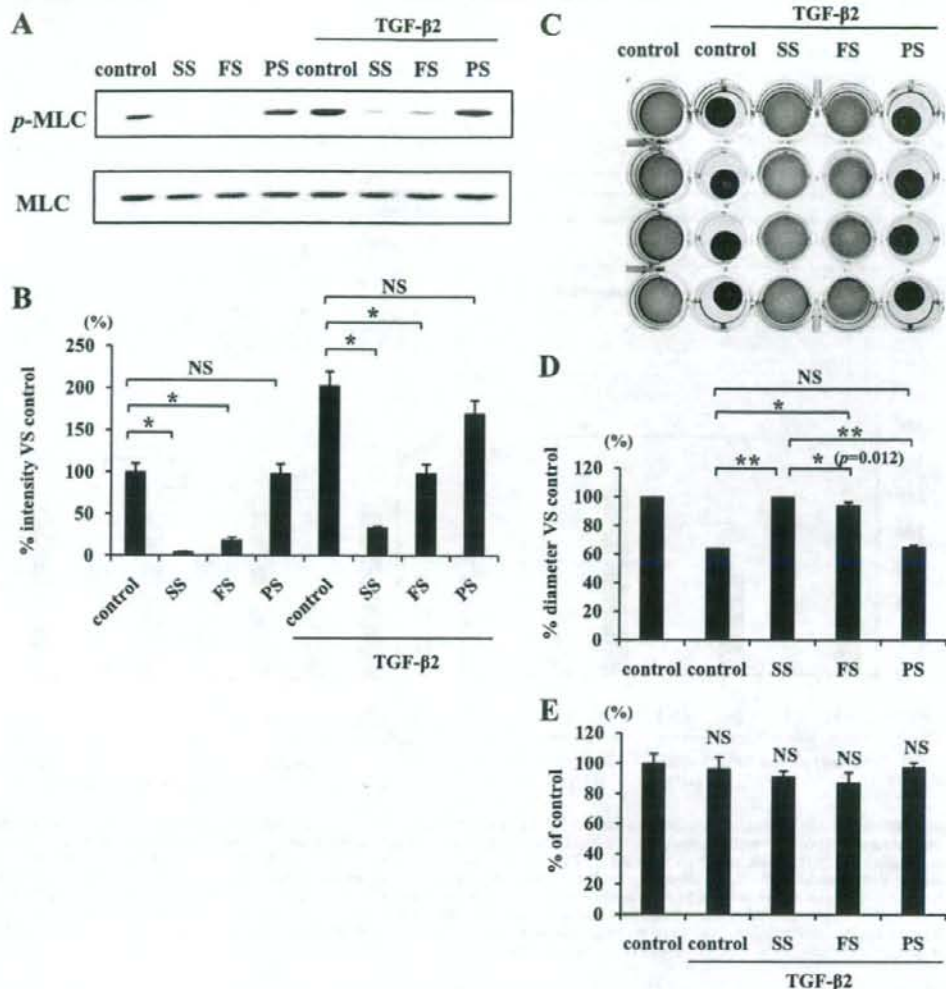 A
TGF-β2
control SS FS PS control SS FS PS
p-MLC
MLC
B
(%)
% intensity VS control
250
200
150
100
50
0
* * NS * * NS
control SS FS PS control SS FS PS
TGF-β2
C
TGF-β2
control control SS FS PS
D
(%)
% diameter VS control
NS
*
**
** * (p=0.012)
120
100
80
60
40
20
0
control control SS FS PS
E
(%)
% of control
120
100
80
60
40
20
0
NS NS NS NS
control control SS FS PS
TGF-β2